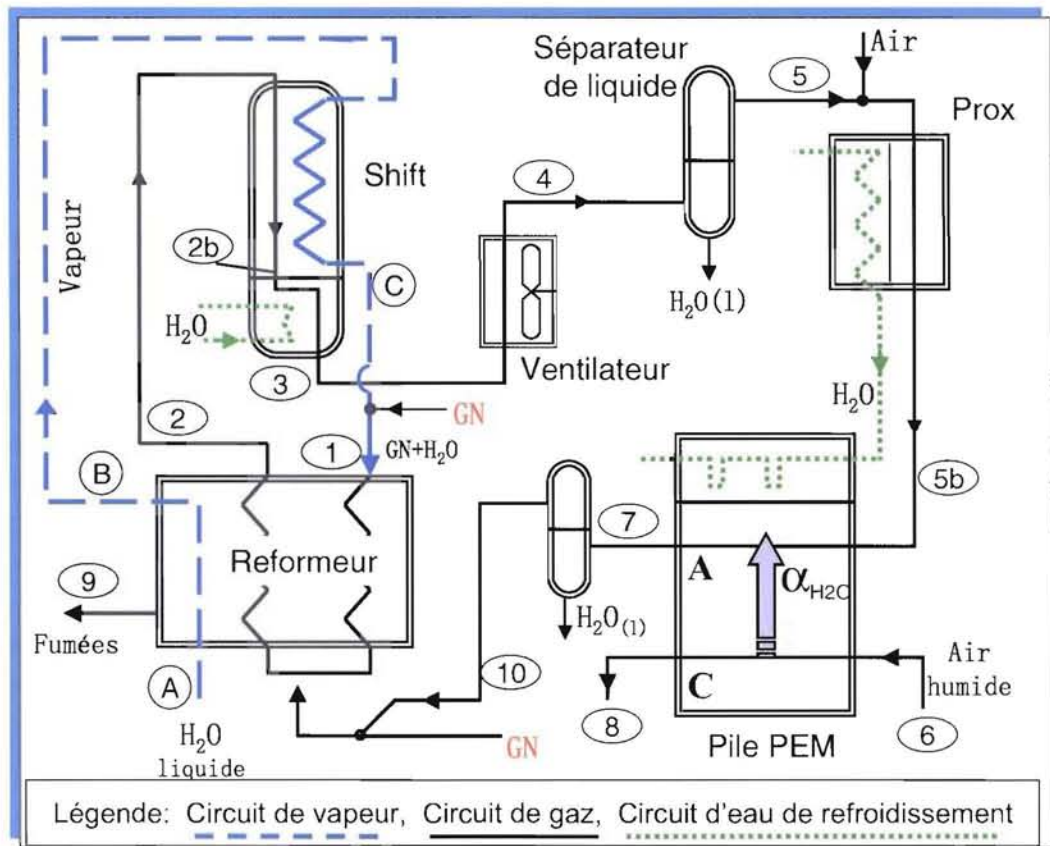 Séparateur
de liquide
5
Air
Prox
Shift
4
Vapeur
2b
C
H₂O(l)
H₂O
Ventilateur
3
GN
H₂O
2
1
GN+H₂O
B
5b
7
Reformeur
A
αH2O
9
Fumées
H₂O(l)
10
Air
humide
A
C
8
6
H₂O
liquide
GN
Pile PEM
Légende: Circuit de vapeur, Circuit de gaz, Circuit d'eau de refroidissement